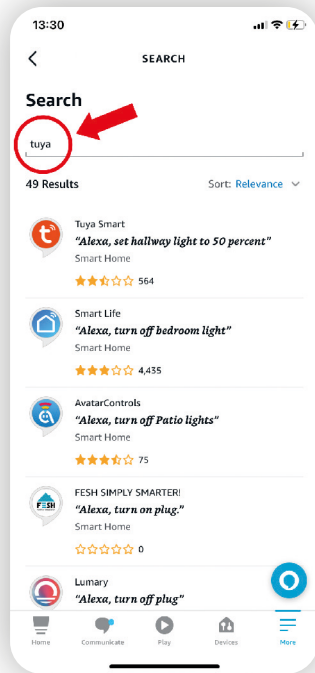 13:30
SEARCH
Search
tuya
49 Results
Sort: Relevance
Tuya Smart
“Alexa, set hallway light to 50 percent"
Smart Home
564
Smart Life
“Alexa, turn off bedroom light”
Smart Home
4,435
AvatarControls
“Alexa, turn off Patio lights“
Smart Home
75
FESH
FESH SIMPLY SMARTER!
“Alexa, turn on plug.”
Smart Home
0
Lumary
“Alexa, turn off plug”
Home
Communicate
Play
Devices
More